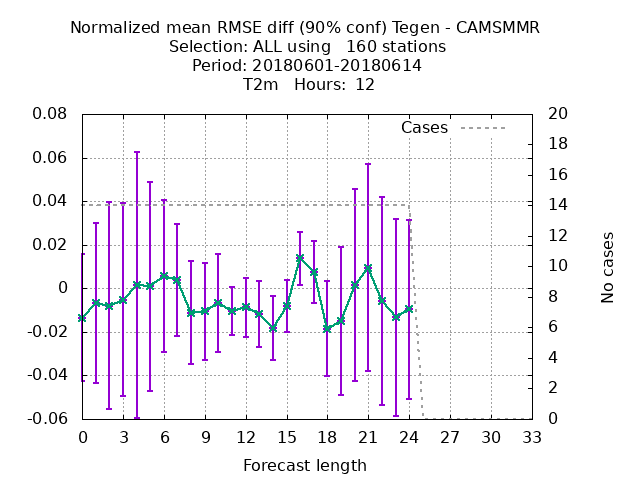 Normalized mean RMSE diff (90% conf) Tegen - CAMSMMR
Selection: ALL using   160 stations
Period: 20180601-20180614
T2m   Hours:  12
Cases
0.08
0.06
0.04
0.02
0
-0.02
-0.04
-0.06
20
18
16
14
12
10
8
6
4
2
0
No cases
0 3 6 9 12 15 18 21 24 27 30 33
Forecast length